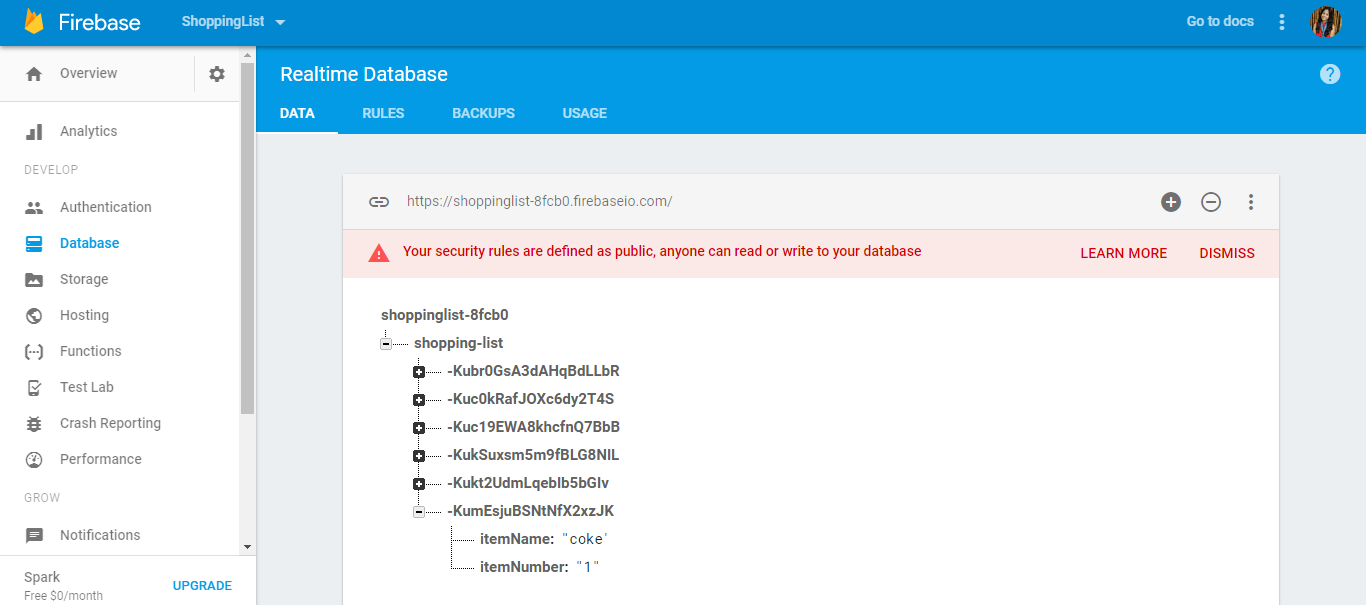 Firebase
ShoppingList
Go to docs
Overview
Analytics
DEVELOP
Authentication
Database
Storage
Hosting
Functions
Test Lab
Crash Reporting
Performance
GROW
Notifications
Spark
Free $0/month
UPGRADE
Realtime Database
?
DATA RULES BACKUPS USAGE
https://shoppinglist-8fcb0.firebaseio.com/
Your security rules are defined as public, anyone can read or write to your database
LEARN MORE DISMISS
shoppinglist-8fcb0
shopping-list
-Kubr0GsA3dAHqBdLLbR
-Kuc0kRafJOXc6dy2T4S
-Kuc19EWA8khcfnQ7BbB
-KukSuxsm5m9fBLG8NIL
-Kukt2UdmLqebIb5bGIv
-KumEsjuBSNtNfX2xzJK
itemName: "coke"
itemNumber: "1"